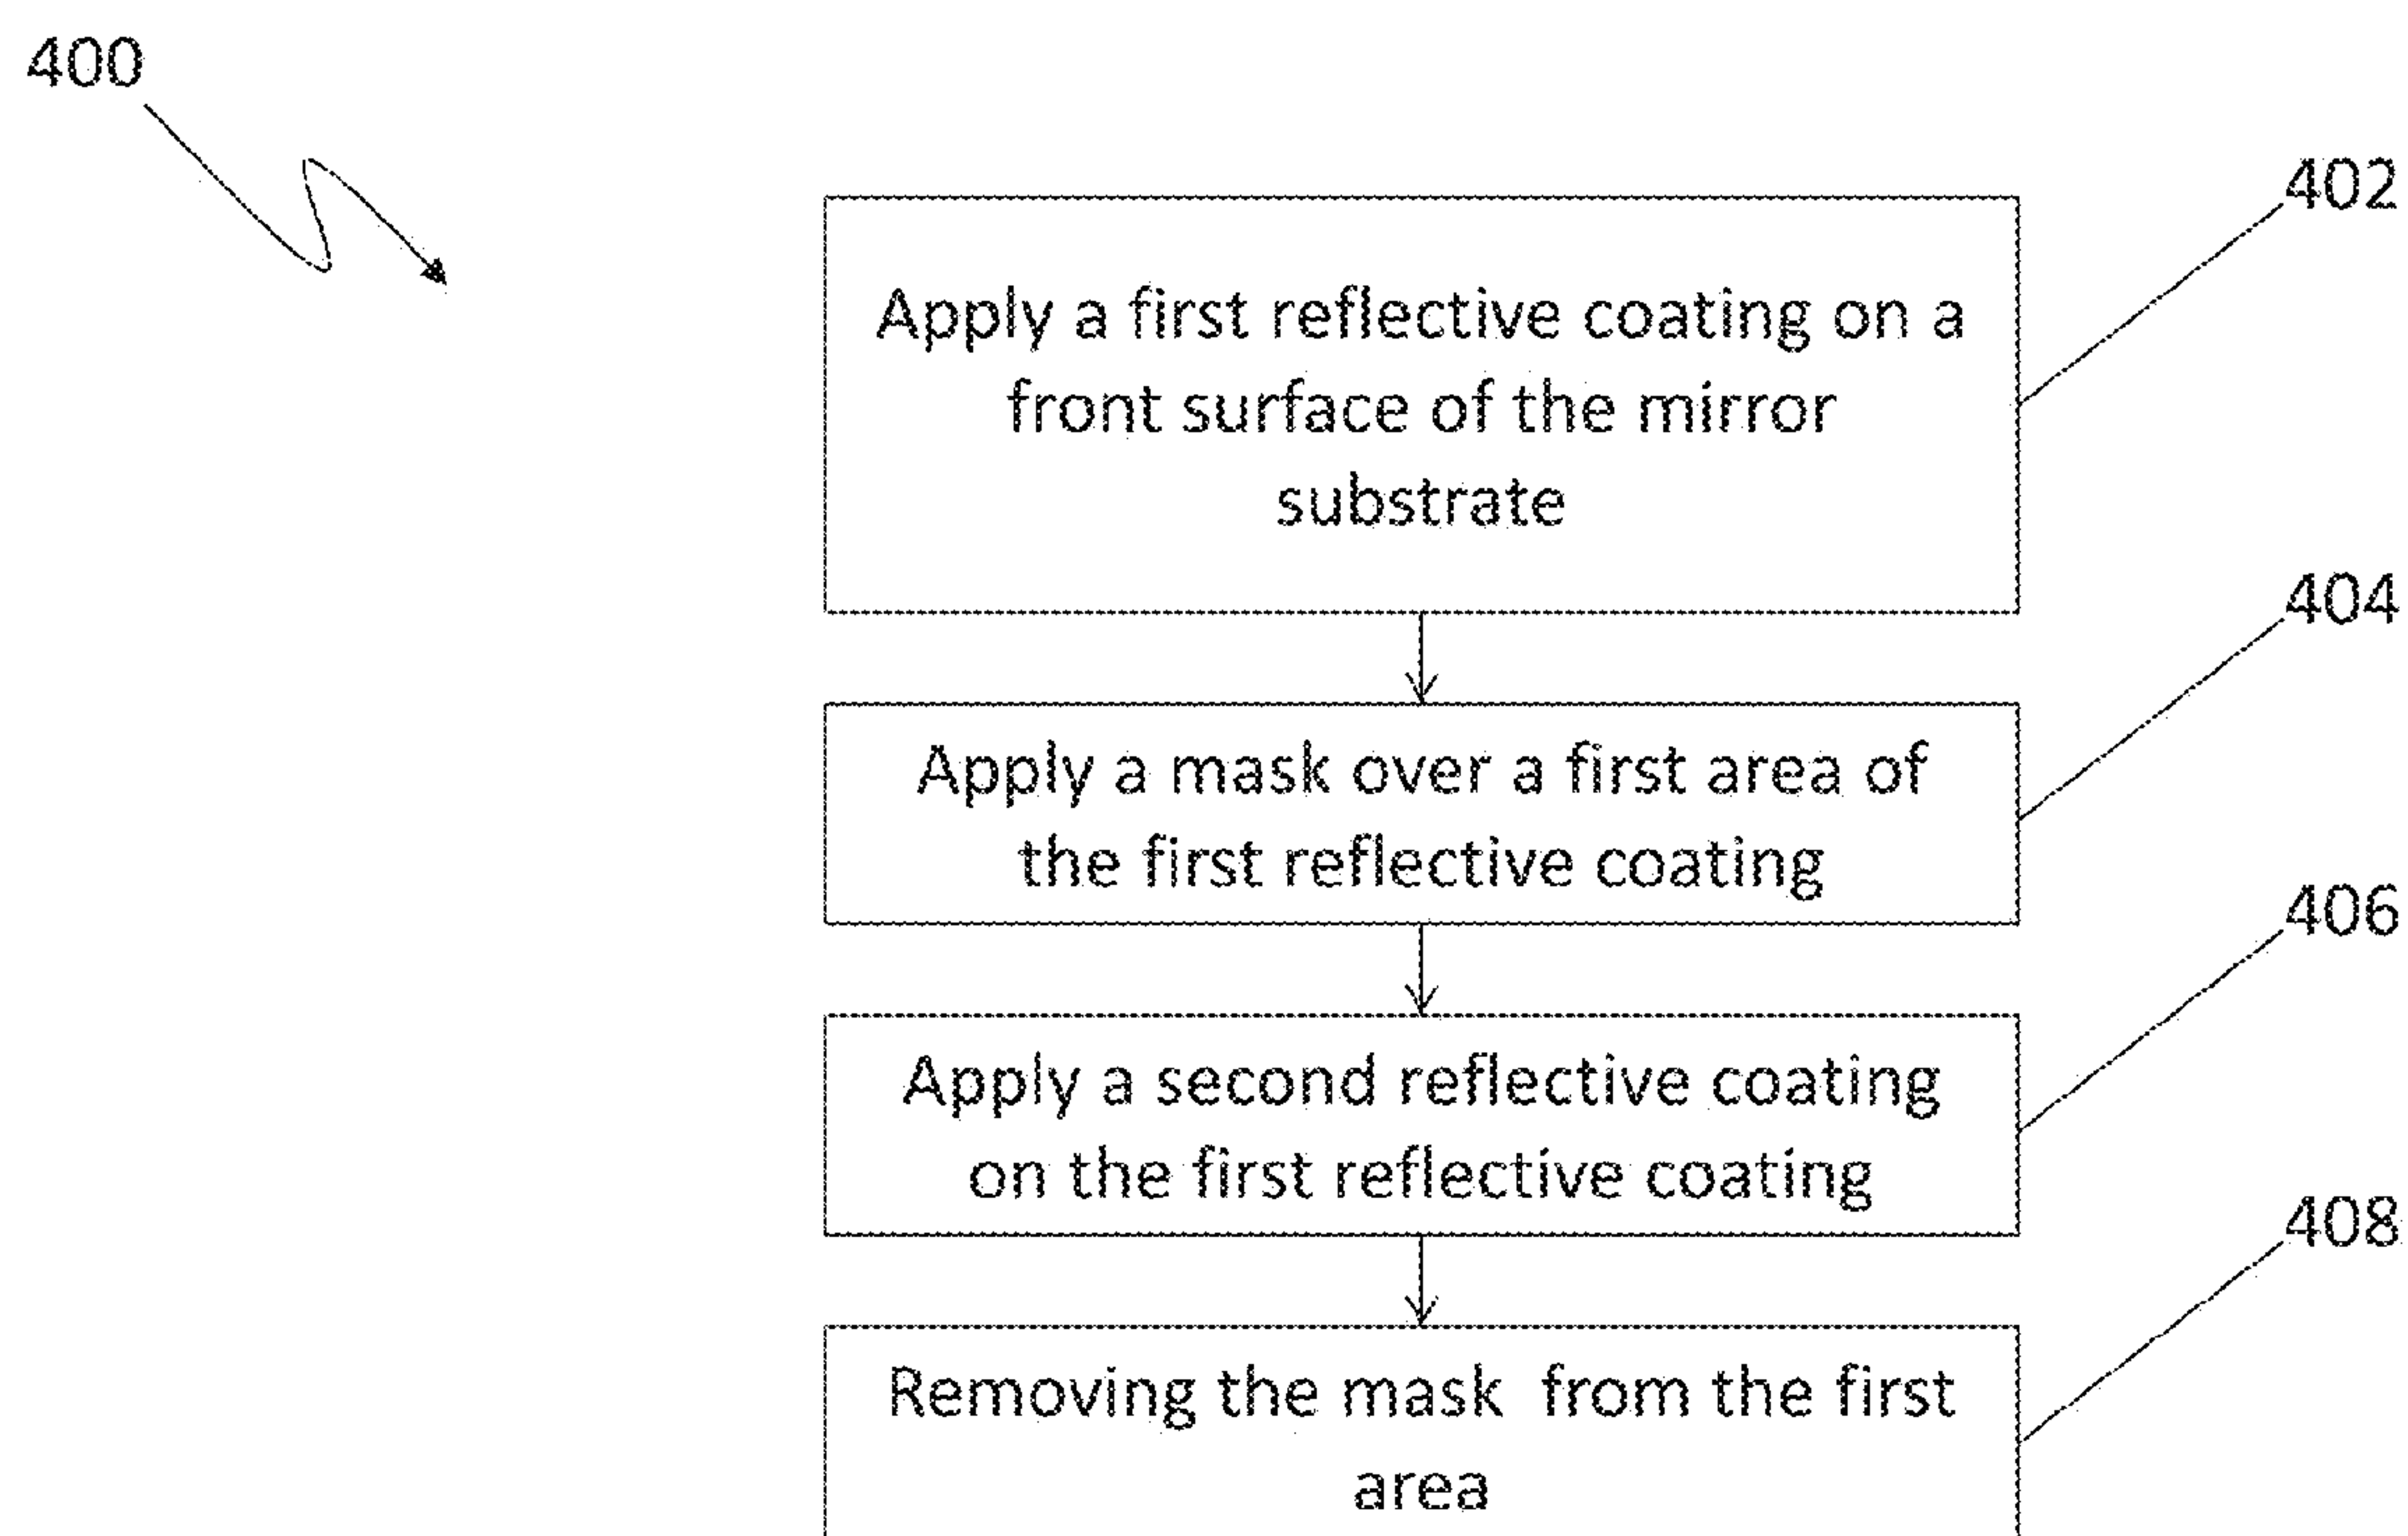 400
402
Apply a first reflective coating on a
front surface of the mirror
substrate
404
Apply a mask over a first area of
the first reflective coating
406
Apply a second reflective coating
on the first reflective coating
408
Removing the mask from the first
area